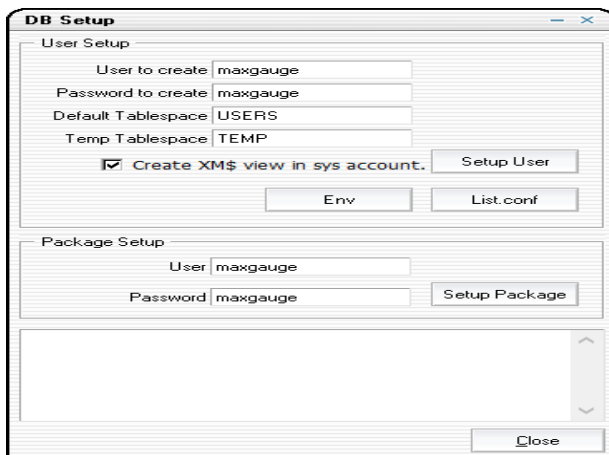 DB Setup
User Setup
User to create maxgauge
Password to create maxgauge
Default Tablespace USERS
Temp Tablespace TEMP
Create XM$ view in sys account. Setup User
Env List.conf
Package Setup
User maxgauge
Password maxgauge Setup Package
Close